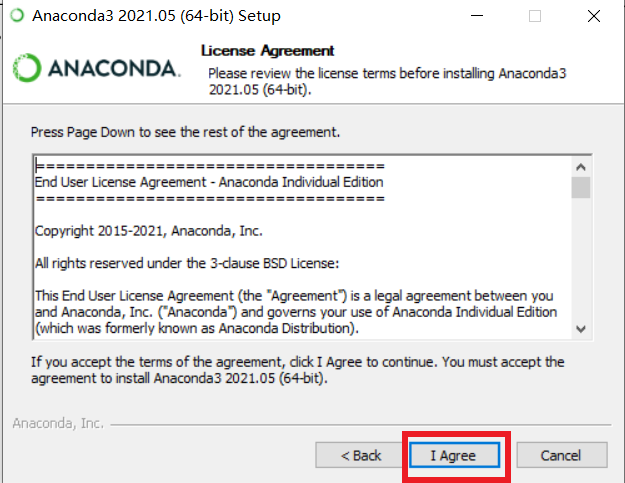 Anaconda3 2021.05 (64-bit) Setup
ANACONDA.
License Agreement
Please review the license terms before installing Anaconda3
2021.05 (64-bit).
Press Page Down to see the rest of the agreement.
===================================
End User License Agreement - Anaconda Individual Edition
===================================
Copyright 2015-2021, Anaconda, Inc.
All rights reserved under the 3-clause BSD License:
This End User License Agreement (the "Agreement") is a legal agreement between you
and Anaconda, Inc. ("Anaconda") and governs your use of Anaconda Individual Edition
(which was formerly known as Anaconda Distribution).
If you accept the terms of the agreement, click I Agree to continue. You must accept the
agreement to install Anaconda3 2021.05 (64-bit).
Anaconda, Inc.
< Back
I Agree
Cancel